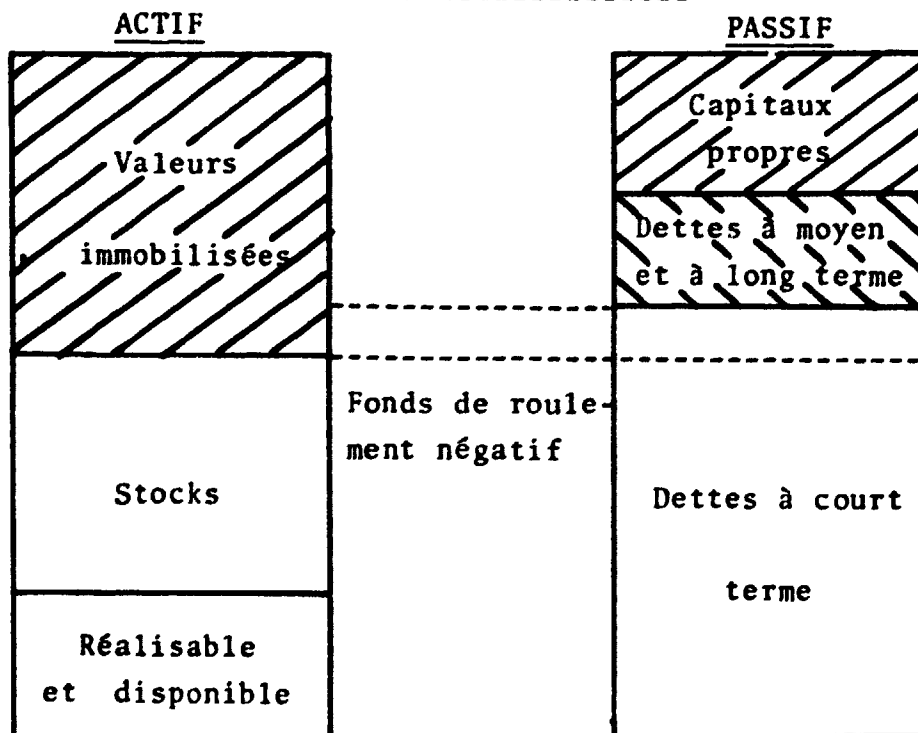 ACTIF
PASSIF
Valeurs
immobilisées
Capitaux
propres
Dettes à moyen
et à long terme
Fonds de roule-
ment négatif
Stocks
Dettes à court
terme
Réalisable
et disponible